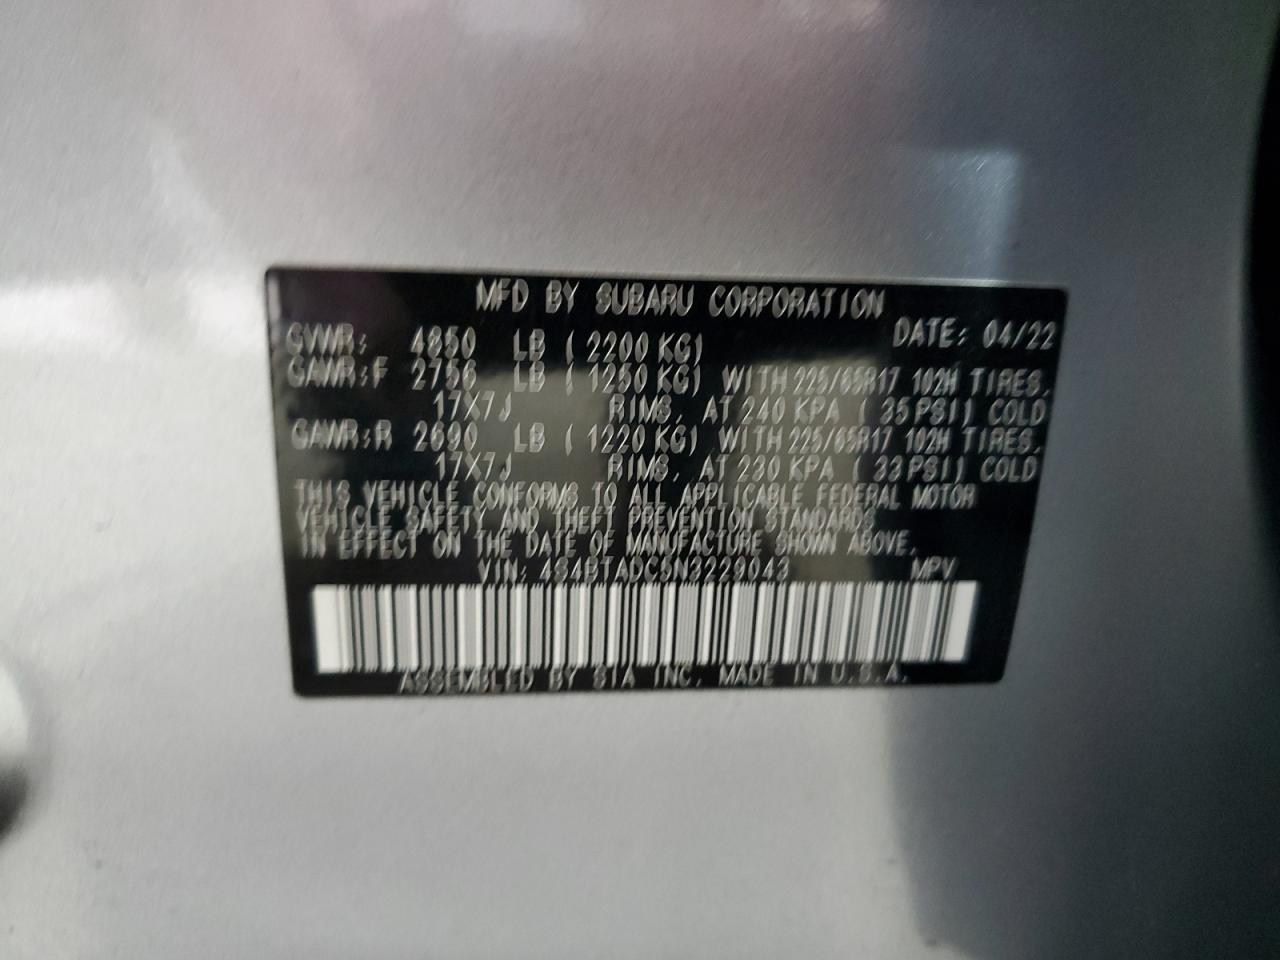 MFD BY SUBARU CORPORATION
DATE: 04/22
GVWR: 4850 LB ( 2200 KG)
GAWR:F 2756 LB ( 1250 KG) WITH 225/65R17 102H TIRES,
17X7J RIMS, AT 240 KPA ( 35 PSI) COLD
GAWR:R 2690 LB ( 1220 KG) WITH 225/65R17 102H TIRES,
17X7J RIMS, AT 230 KPA ( 33 PSI) COLD
THIS VEHICLE CONFORMS TO ALL APPLICABLE FEDERAL MOTOR
VEHICLE SAFETY AND THEFT PREVENTION STANDARDS
IN EFFECT ON THE DATE OF MANUFACTURE SHOWN ABOVE.
VIN: 4S4BTADC5N3229043 MPV
ASSEMBLED BY SIA INC. MADE IN U.S.A.